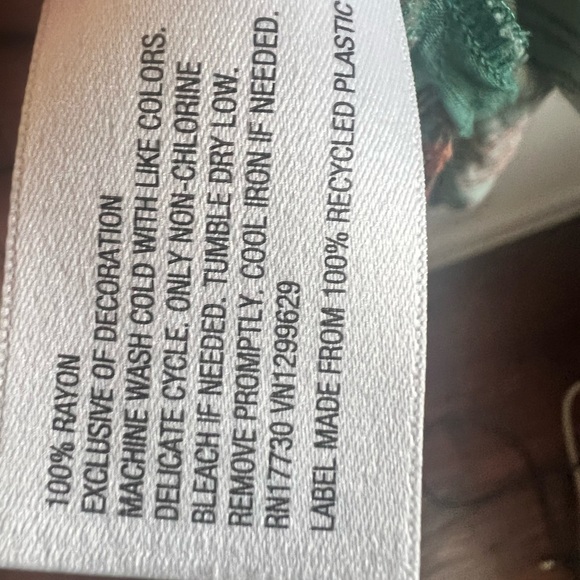 100% RAYON
EXCLUSIVE OF DECORATION
MACHINE WASH COLD WITH LIKE COLORS.
DELICATE CYCLE. ONLY NON-CHLORINE
BLEACH IF NEEDED. TUMBLE DRY LOW.
REMOVE PROMPTLY. COOL IRON IF NEEDED.
RN17730 VN1299629
LABEL MADE FROM 100% RECYCLED PLASTIC